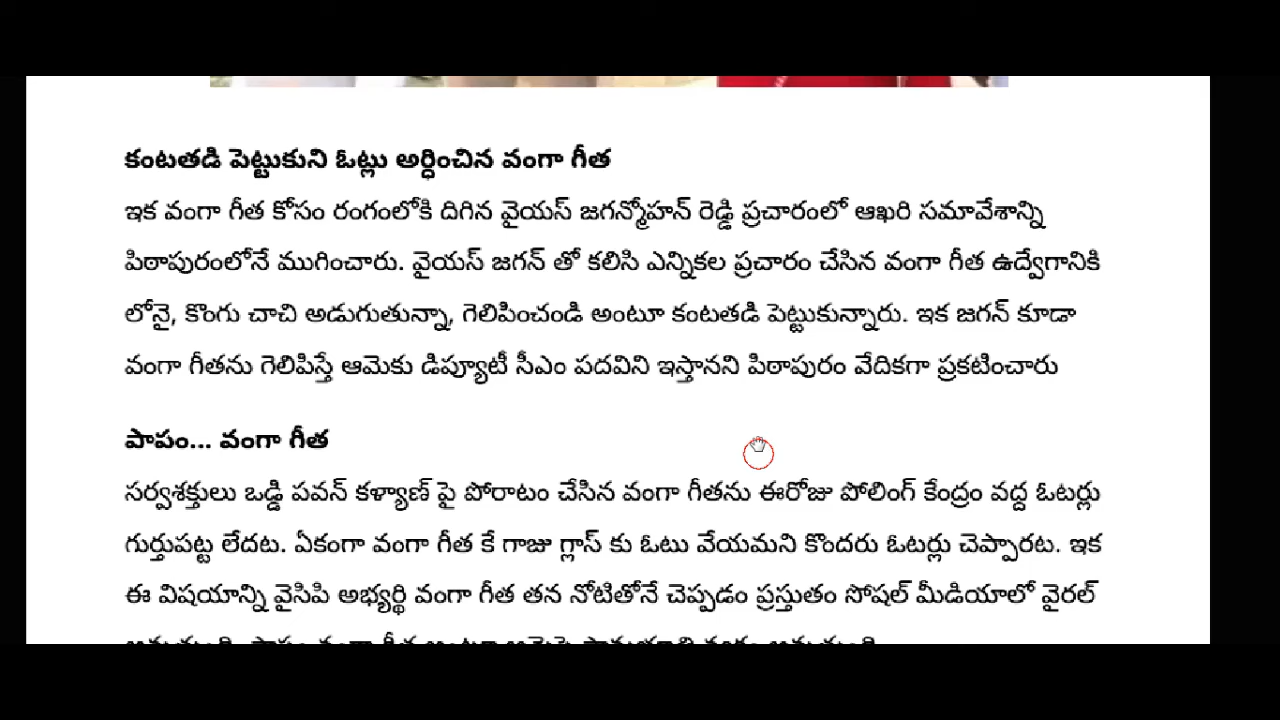 కంటతడి పెట్టుకుని ఓట్లు అర్ధించిన వంగా గీత
ఇక వంగా గీత కోసం రంగంలోకి దిగిన వైయస్ జగన్మోహన్ రెడ్డి ప్రచారంలో ఆఖరి సమావేశాన్ని
పిఠాపురంలోనే ముగించారు. వైయస్ జగన్ తో కలిసి ఎన్నికల ప్రచారం చేసిన వంగా గీత ఉద్వేగానికి
లోనై, కొంగు చాచి అడుగుతున్నా, గెలిపించండి అంటూ కంటతడి పెట్టుకున్నారు. ఇక జగన్ కూడా
వంగా గీతను గెలిపిస్తే ఆమెకు డిప్యూటీ సీఎం పదవిని ఇస్తానని పిఠాపురం వేదికగా ప్రకటించారు
పాపం... వంగా గీత
సర్వశక్తులు ఒడ్డి పవన్ కళ్యాణ్ పై పోరాటం చేసిన వంగా గీతను ఈరోజు పోలింగ్ కేంద్రం వద్ద ఓటర్లు
గుర్తుపట్ట లేదట. ఏకంగా వంగా గీత కే గాజు గ్లాస్ కు ఓటు వేయమని కొందరు ఓటర్లు చెప్పారట. ఇక
ఈ విషయాన్ని వైసిపి అభ్యర్థి వంగా గీత తన నోటితోనే చెప్పడం ప్రస్తుతం సోషల్ మీడియాలో వైరల్